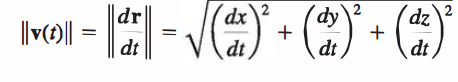 ‖v(t)‖ = ‖dr/dt‖ = √((dx/dt)² + (dy/dt)² + (dz/dt)²)